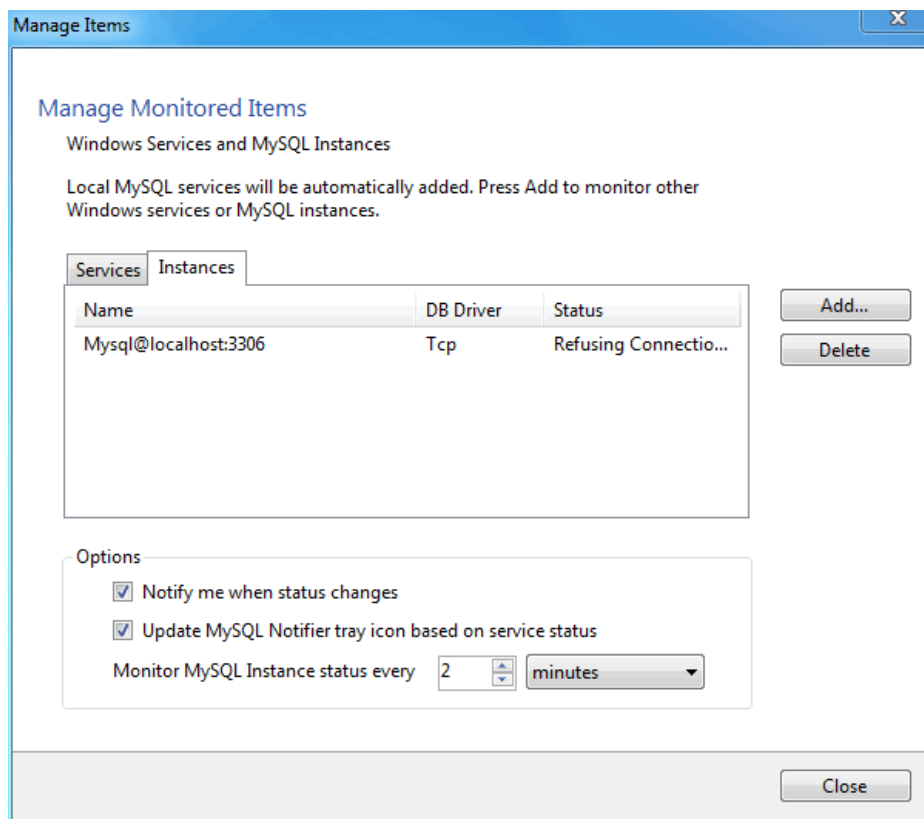 Manage Items
Manage Monitored Items
Windows Services and MySQL Instances
Local MySQL services will be automatically added. Press Add to monitor other
Windows services or MySQL instances.
Services Instances
Name DB Driver Status
Mysql@localhost:3306 Tcp Refusing Connectio...
Add...
Delete
Options
Notify me when status changes
Update MySQL Notifier tray icon based on service status
Monitor MySQL Instance status every 2 minutes
Close